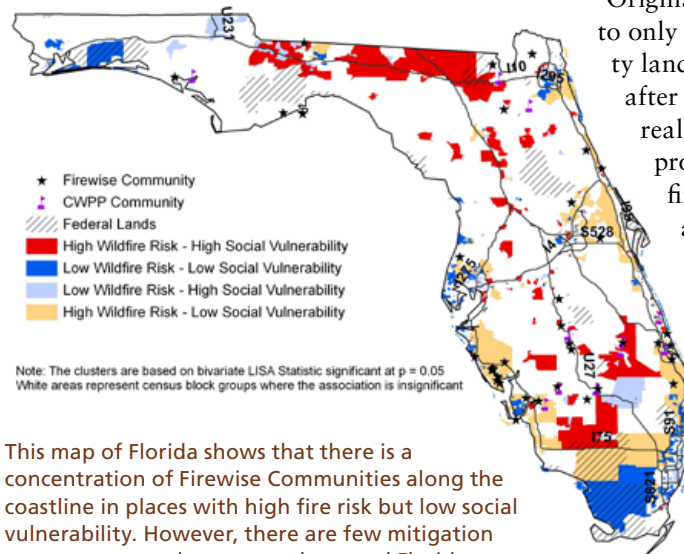 Origina
to only
ty land
after
real
pro
fi
a
U231
I10
I295
I95
S528
I4
I275
U27
I75
S91
S821
Firewise Community
CWPP Community
Federal Lands
High Wildfire Risk - High Social Vulnerability
Low Wildfire Risk - Low Social Vulnerability
Low Wildfire Risk - High Social Vulnerability
High Wildfire Risk - Low Social Vulnerability
Note: The clusters are based on bivariate LISA Statistic significant at p = 0.05
White areas represent census block groups where the association is insignificant
This map of Florida shows that there is a
concentration of Firewise Communities along the
coastline in places with high fire risk but low social
vulnerability. However, there are few mitigation